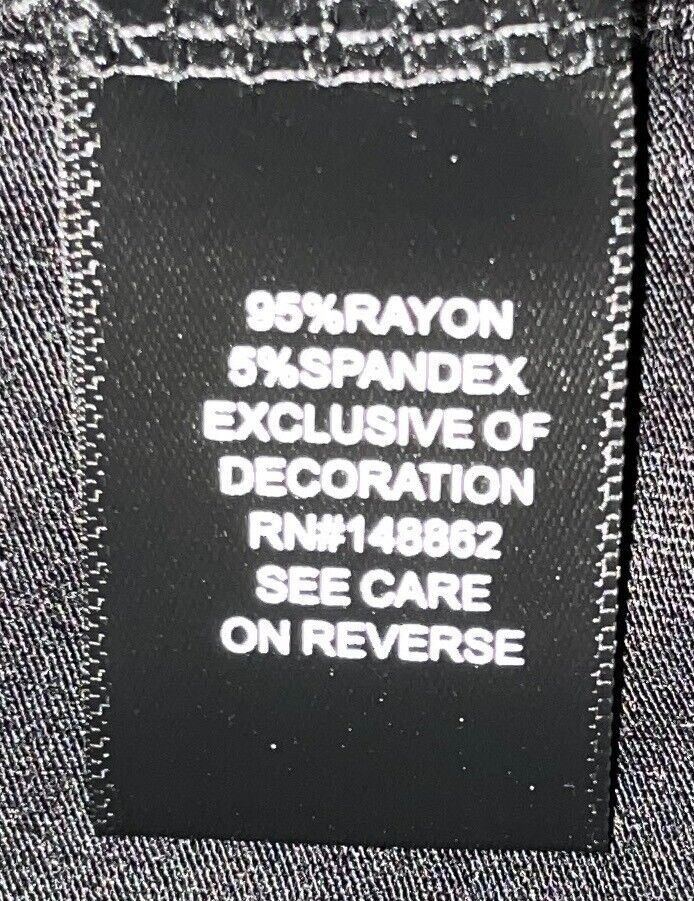 95%RAYON
5%SPANDEX
EXCLUSIVE OF
DECORATION
RN#148862
SEE CARE
ON REVERSE